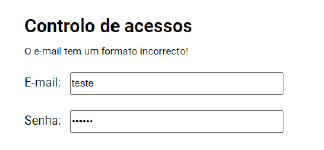 Controlo de acessos
O e-mail tem um formato incorrecto!
E-mail: teste
Senha: ••••••